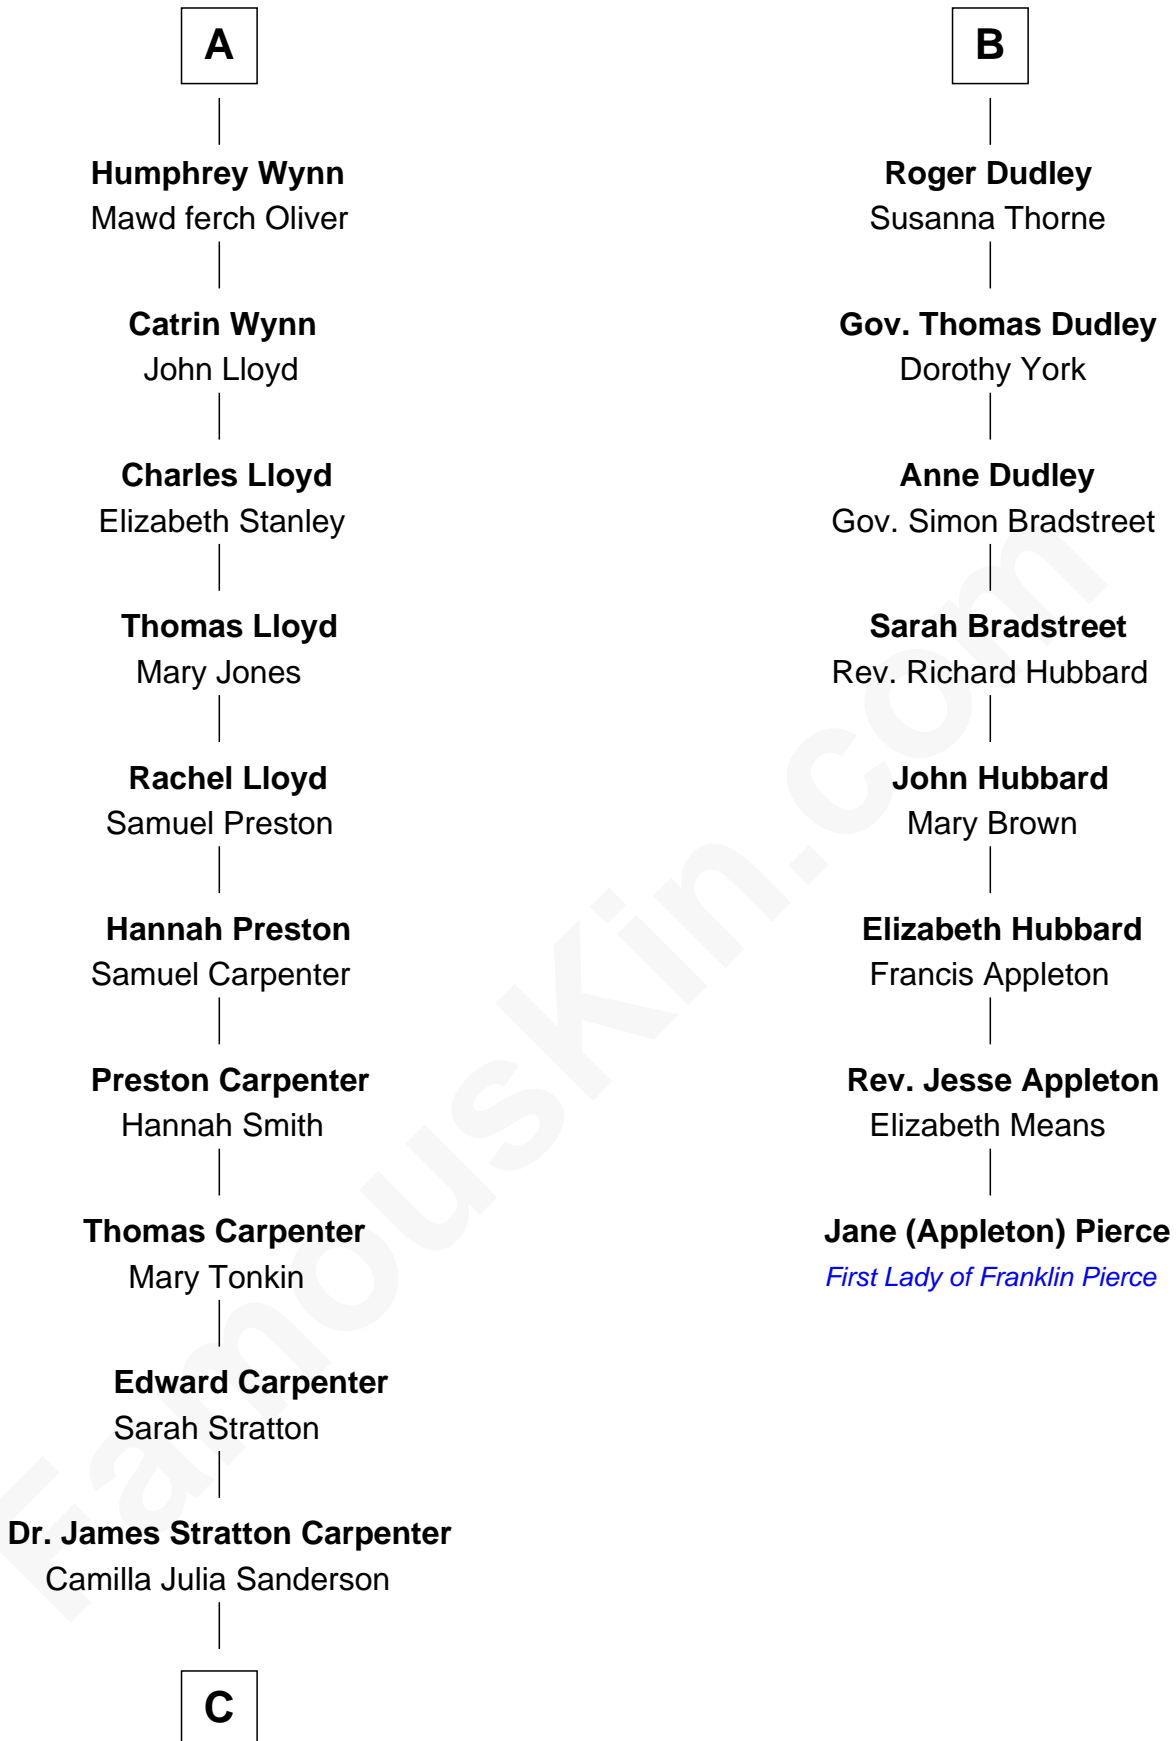 A
Humphrey Wynn
Mawd ferch Oliver
Catrin Wynn
John Lloyd
Charles Lloyd
Elizabeth Stanley
Thomas Lloyd
Mary Jones
Rachel Lloyd
Samuel Preston
Hannah Preston
Samuel Carpenter
Preston Carpenter
Hannah Smith
Thomas Carpenter
Mary Tonkin
Edward Carpenter
Sarah Stratton
Dr. James Stratton Carpenter
Camilla Julia Sanderson
C
B
Roger Dudley
Susanna Thorne
Gov. Thomas Dudley
Dorothy York
Anne Dudley
Gov. Simon Bradstreet
Sarah Bradstreet
Rev. Richard Hubbard
John Hubbard
Mary Brown
Elizabeth Hubbard
Francis Appleton
Rev. Jesse Appleton
Elizabeth Means
Jane (Appleton) Pierce
First Lady of Franklin Pierce
FamousKin.com